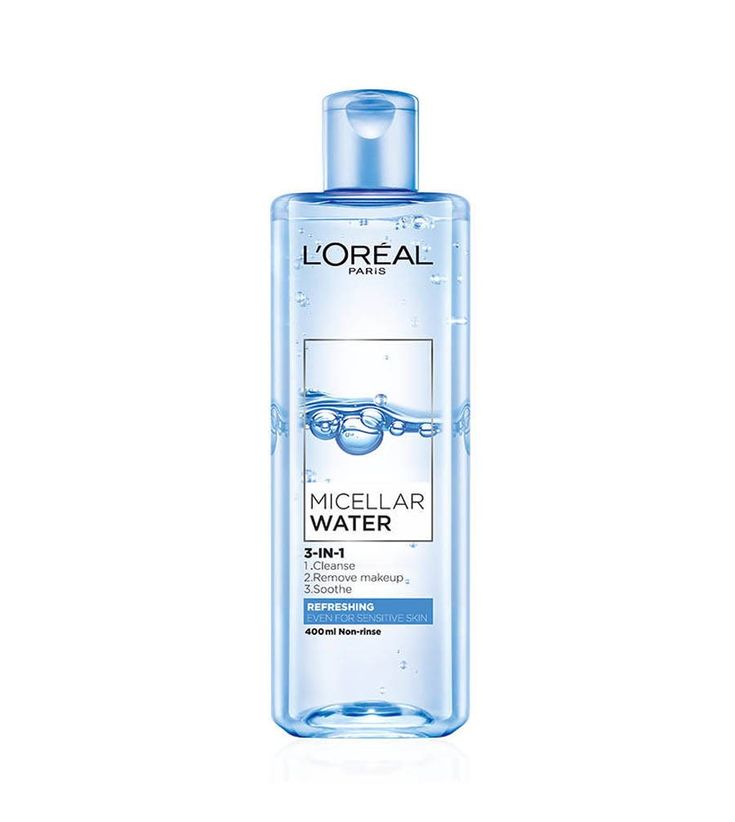 L'ORÉAL
PARIS
MICELLAR
WATER
3-IN-1
1.Cleanse
2.Remove makeup
3.Soothe
REFRESHING
EVEN FOR SENSITIVE SKIN
400ml Non-rinse